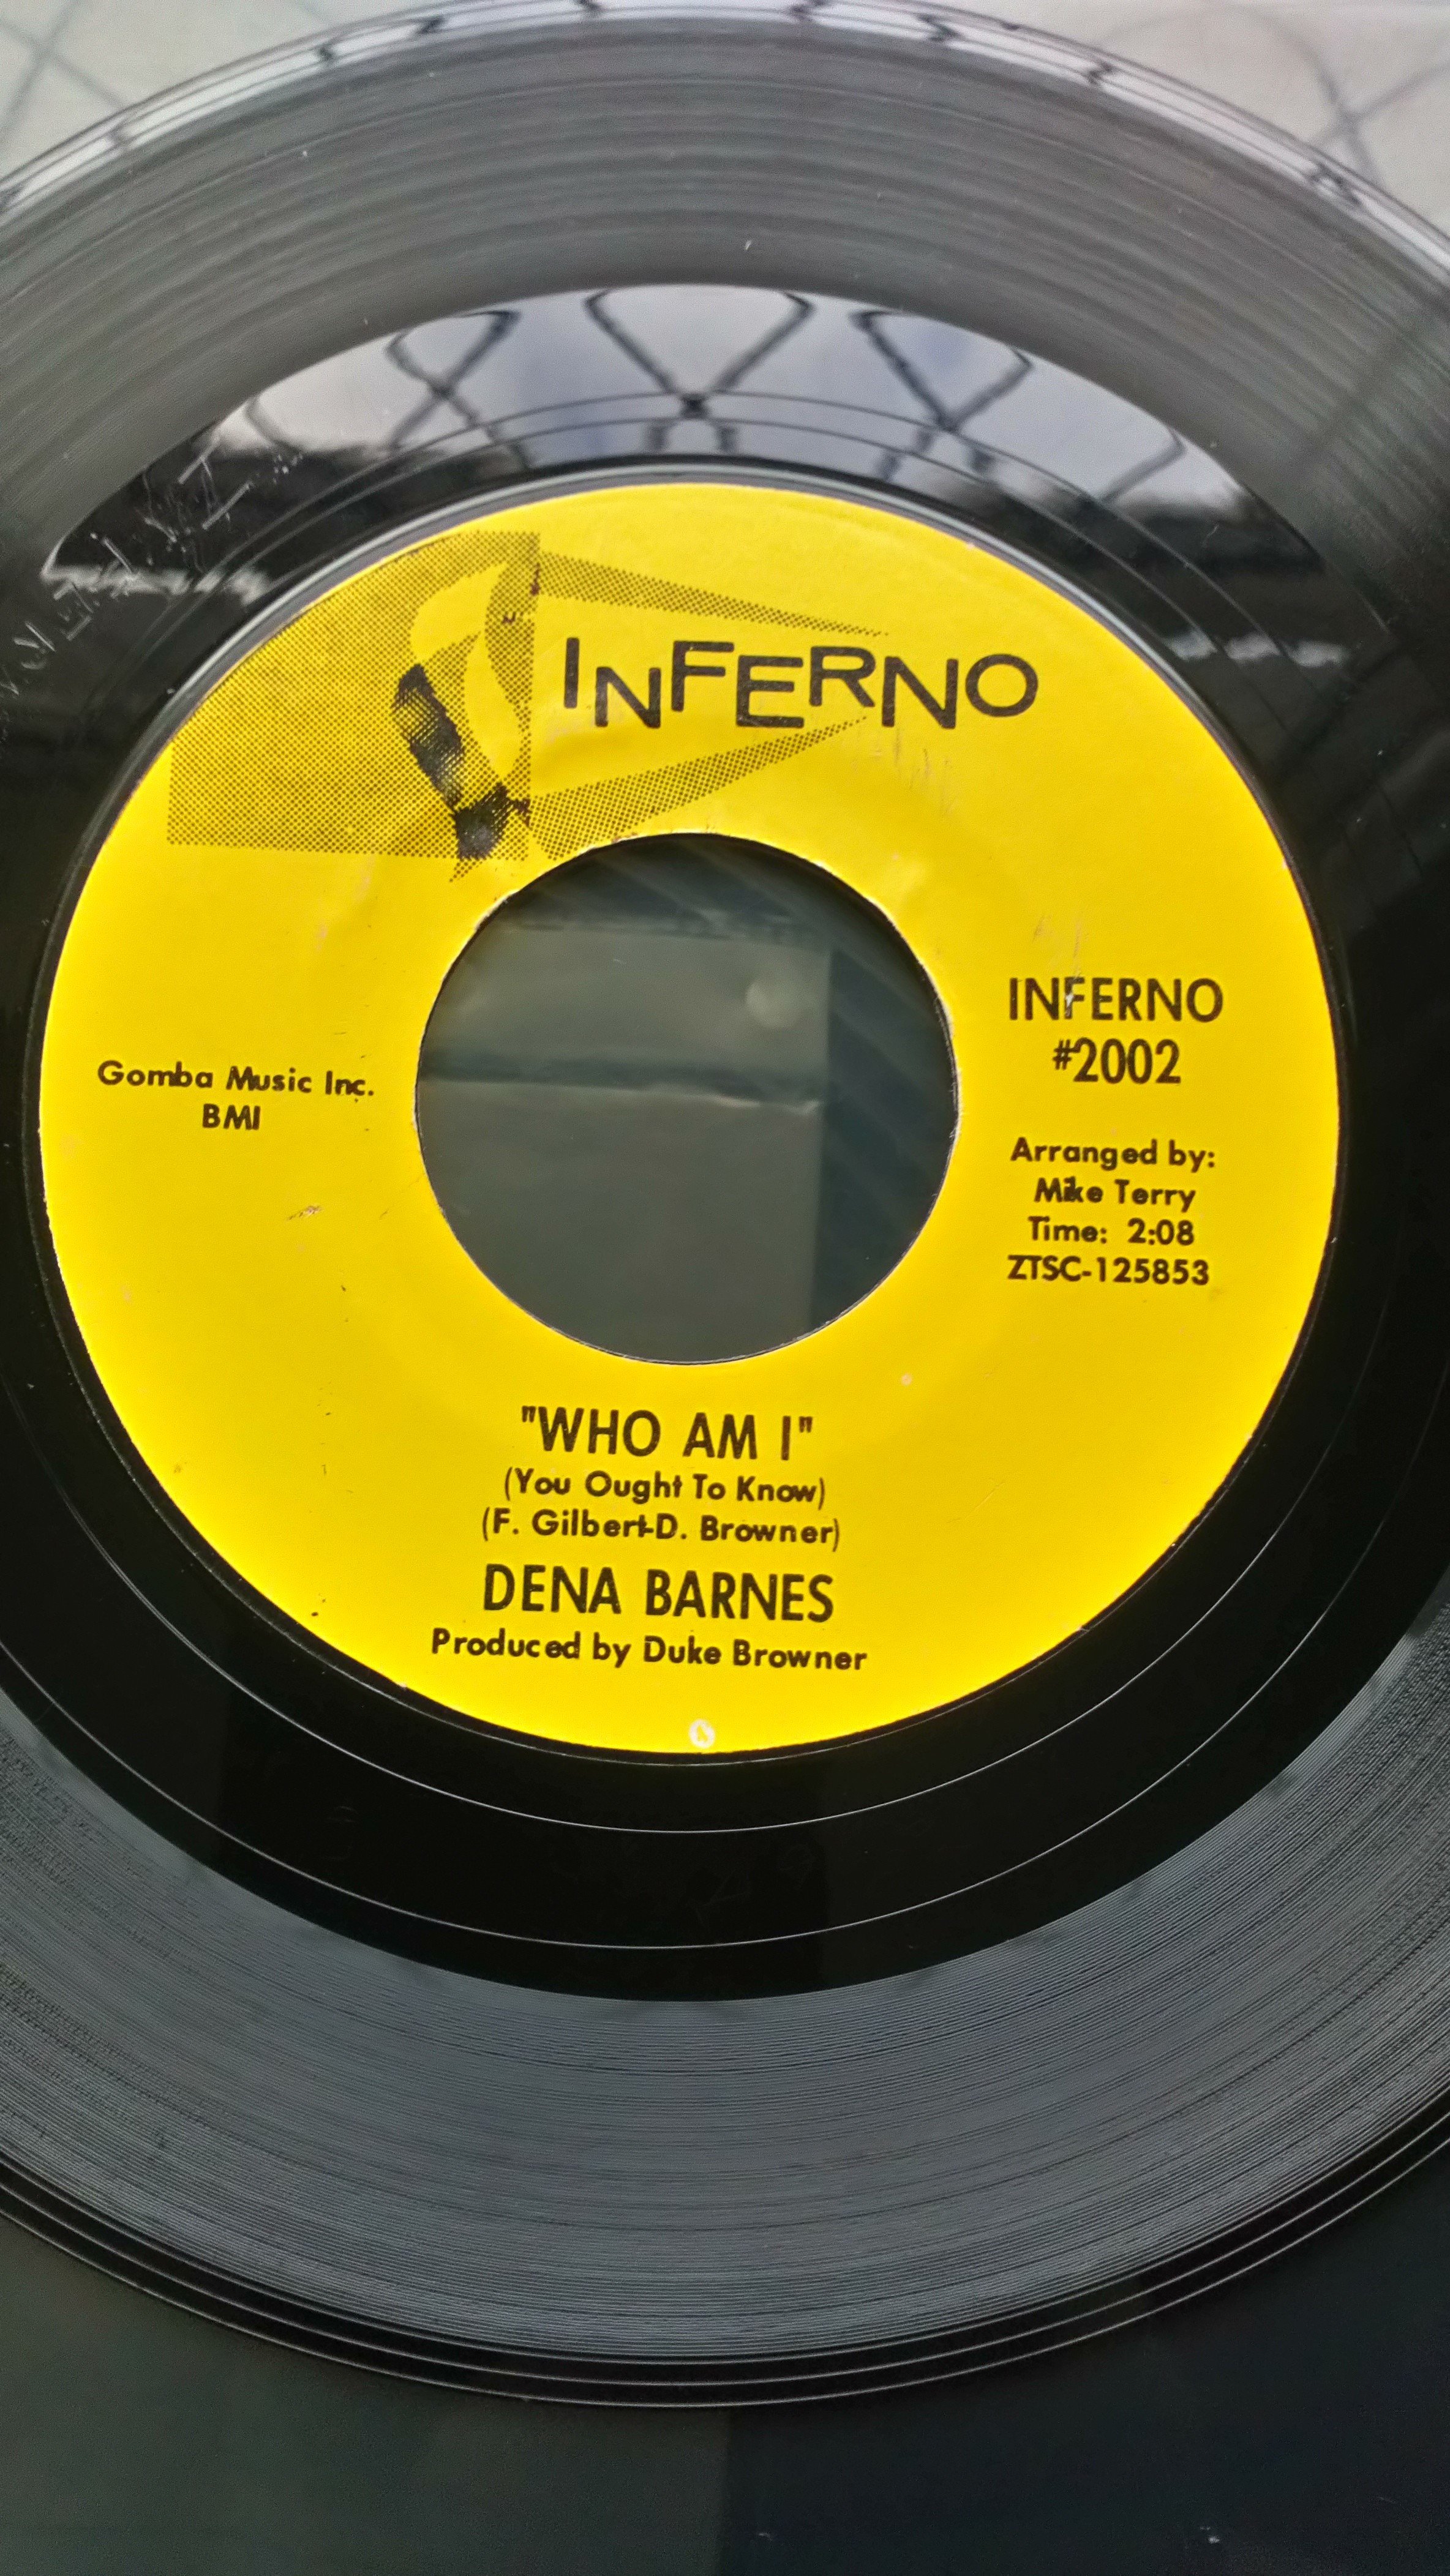 INFERNO
Gomba Music Inc.
BMI
INFERNO
#2002
Arranged by:
Mike Terry
Time: 2:08
ZTSC-125853
"WHO AM I"
(You Ought To Know)
(F. Gilbert-D. Browner)
DENA BARNES
Produced by Duke Browner